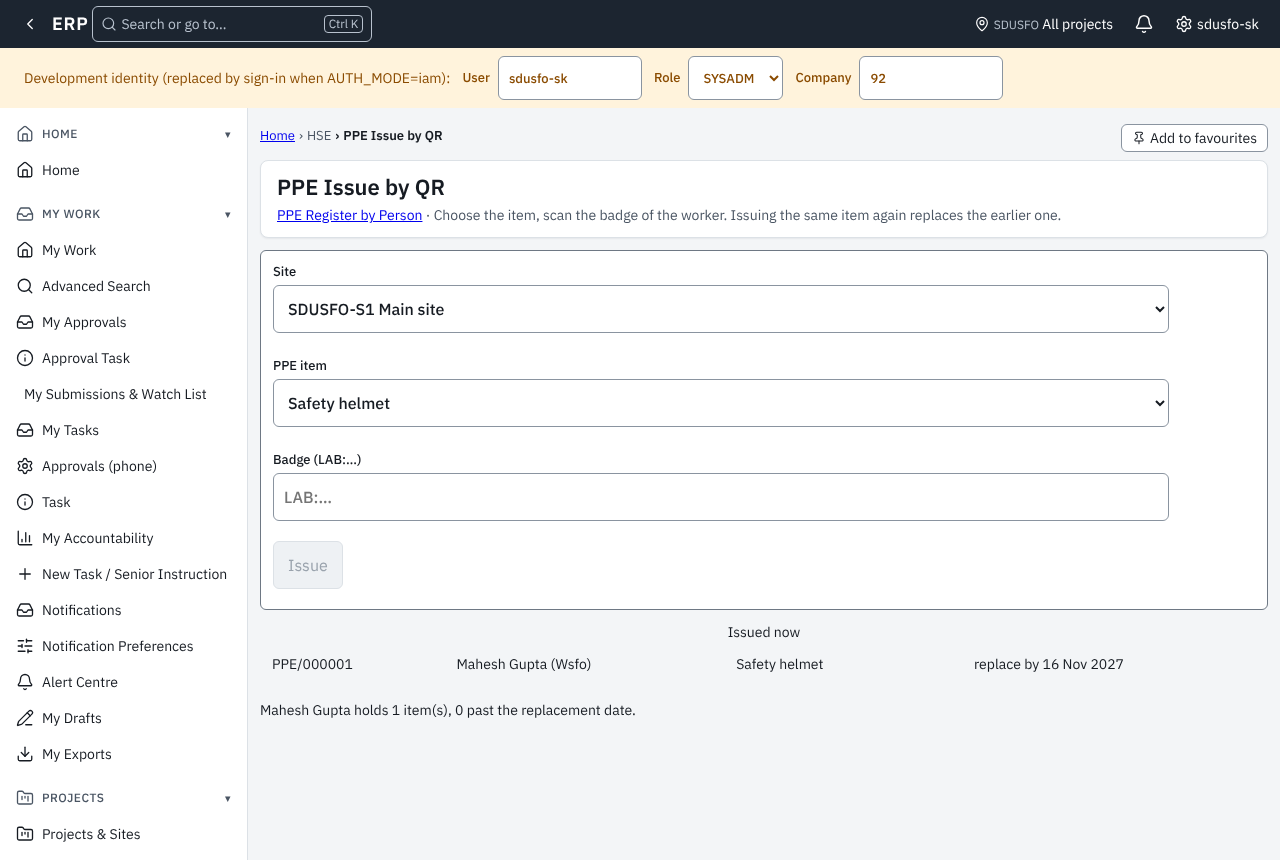 ERP
Search or go to...
Ctrl K
SDUSFO All projects
sdusfo-sk
Development identity (replaced by sign-in when AUTH_MODE=iam):
User
sdusfo-sk
Role
SYSADM
Company
92
HOME
Home
MY WORK
My Work
Advanced Search
My Approvals
Approval Task
My Submissions & Watch List
My Tasks
Approvals (phone)
Task
My Accountability
New Task / Senior Instruction
Notifications
Notification Preferences
Alert Centre
My Drafts
My Exports
PROJECTS
Projects & Sites
Home › HSE › PPE Issue by QR
Add to favourites
PPE Issue by QR
PPE Register by Person · Choose the item, scan the badge of the worker. Issuing the same item again replaces the earlier one.
Site
SDUSFO-S1 Main site
PPE item
Safety helmet
Badge (LAB:...)
LAB:...
Issue
Issued now
PPE/000001 Mahesh Gupta (Wsfo) Safety helmet replace by 16 Nov 2027
Mahesh Gupta holds 1 item(s), 0 past the replacement date.